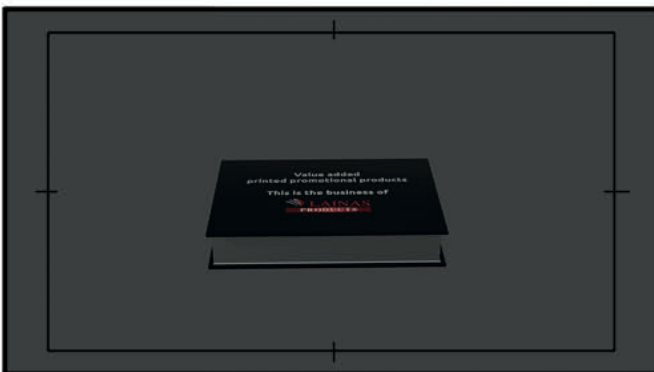 Value added
printed promotional products
This is the business of
LAINAS
PRODUCTS